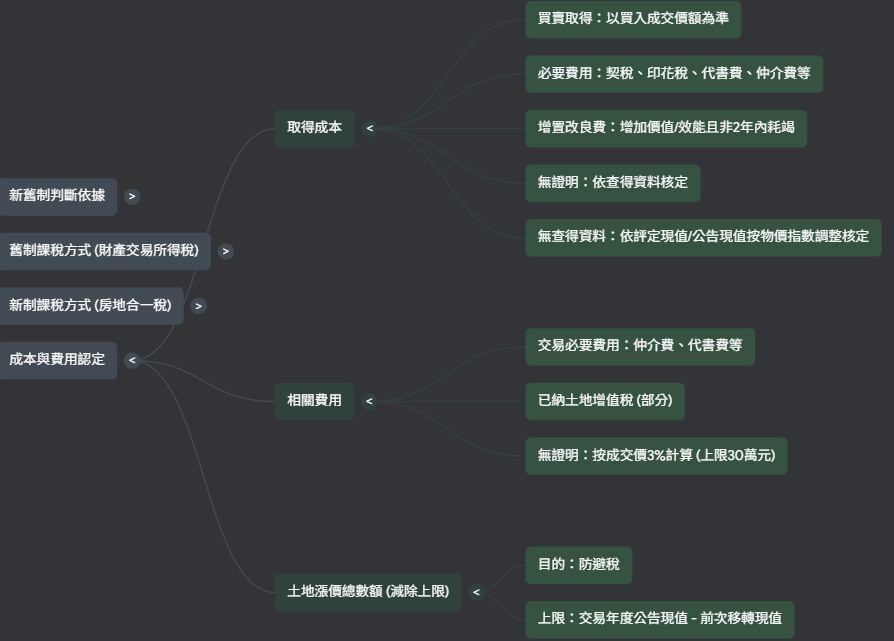 新舊制判斷依據
>
舊制課稅方式 (財產交易所得稅)
>
新制課稅方式 (房地合一稅)
>
成本與費用認定
<
取得成本
<
買賣取得：以買入成交價額為準
必要費用：契稅、印花稅、代書費、仲介費等
增置改良費：增加價值/效能且非2年內耗竭
無證明：依查得資料核定
無查得資料：依評定現值/公告現值按物價指數調整核定
相關費用
<
交易必要費用：仲介費、代書費等
已納土地增值稅 (部分)
無證明：按成交價3%計算 (上限30萬元)
土地漲價總數額 (減除上限)
<
目的：防避稅
上限：交易年度公告現值 - 前次移轉現值